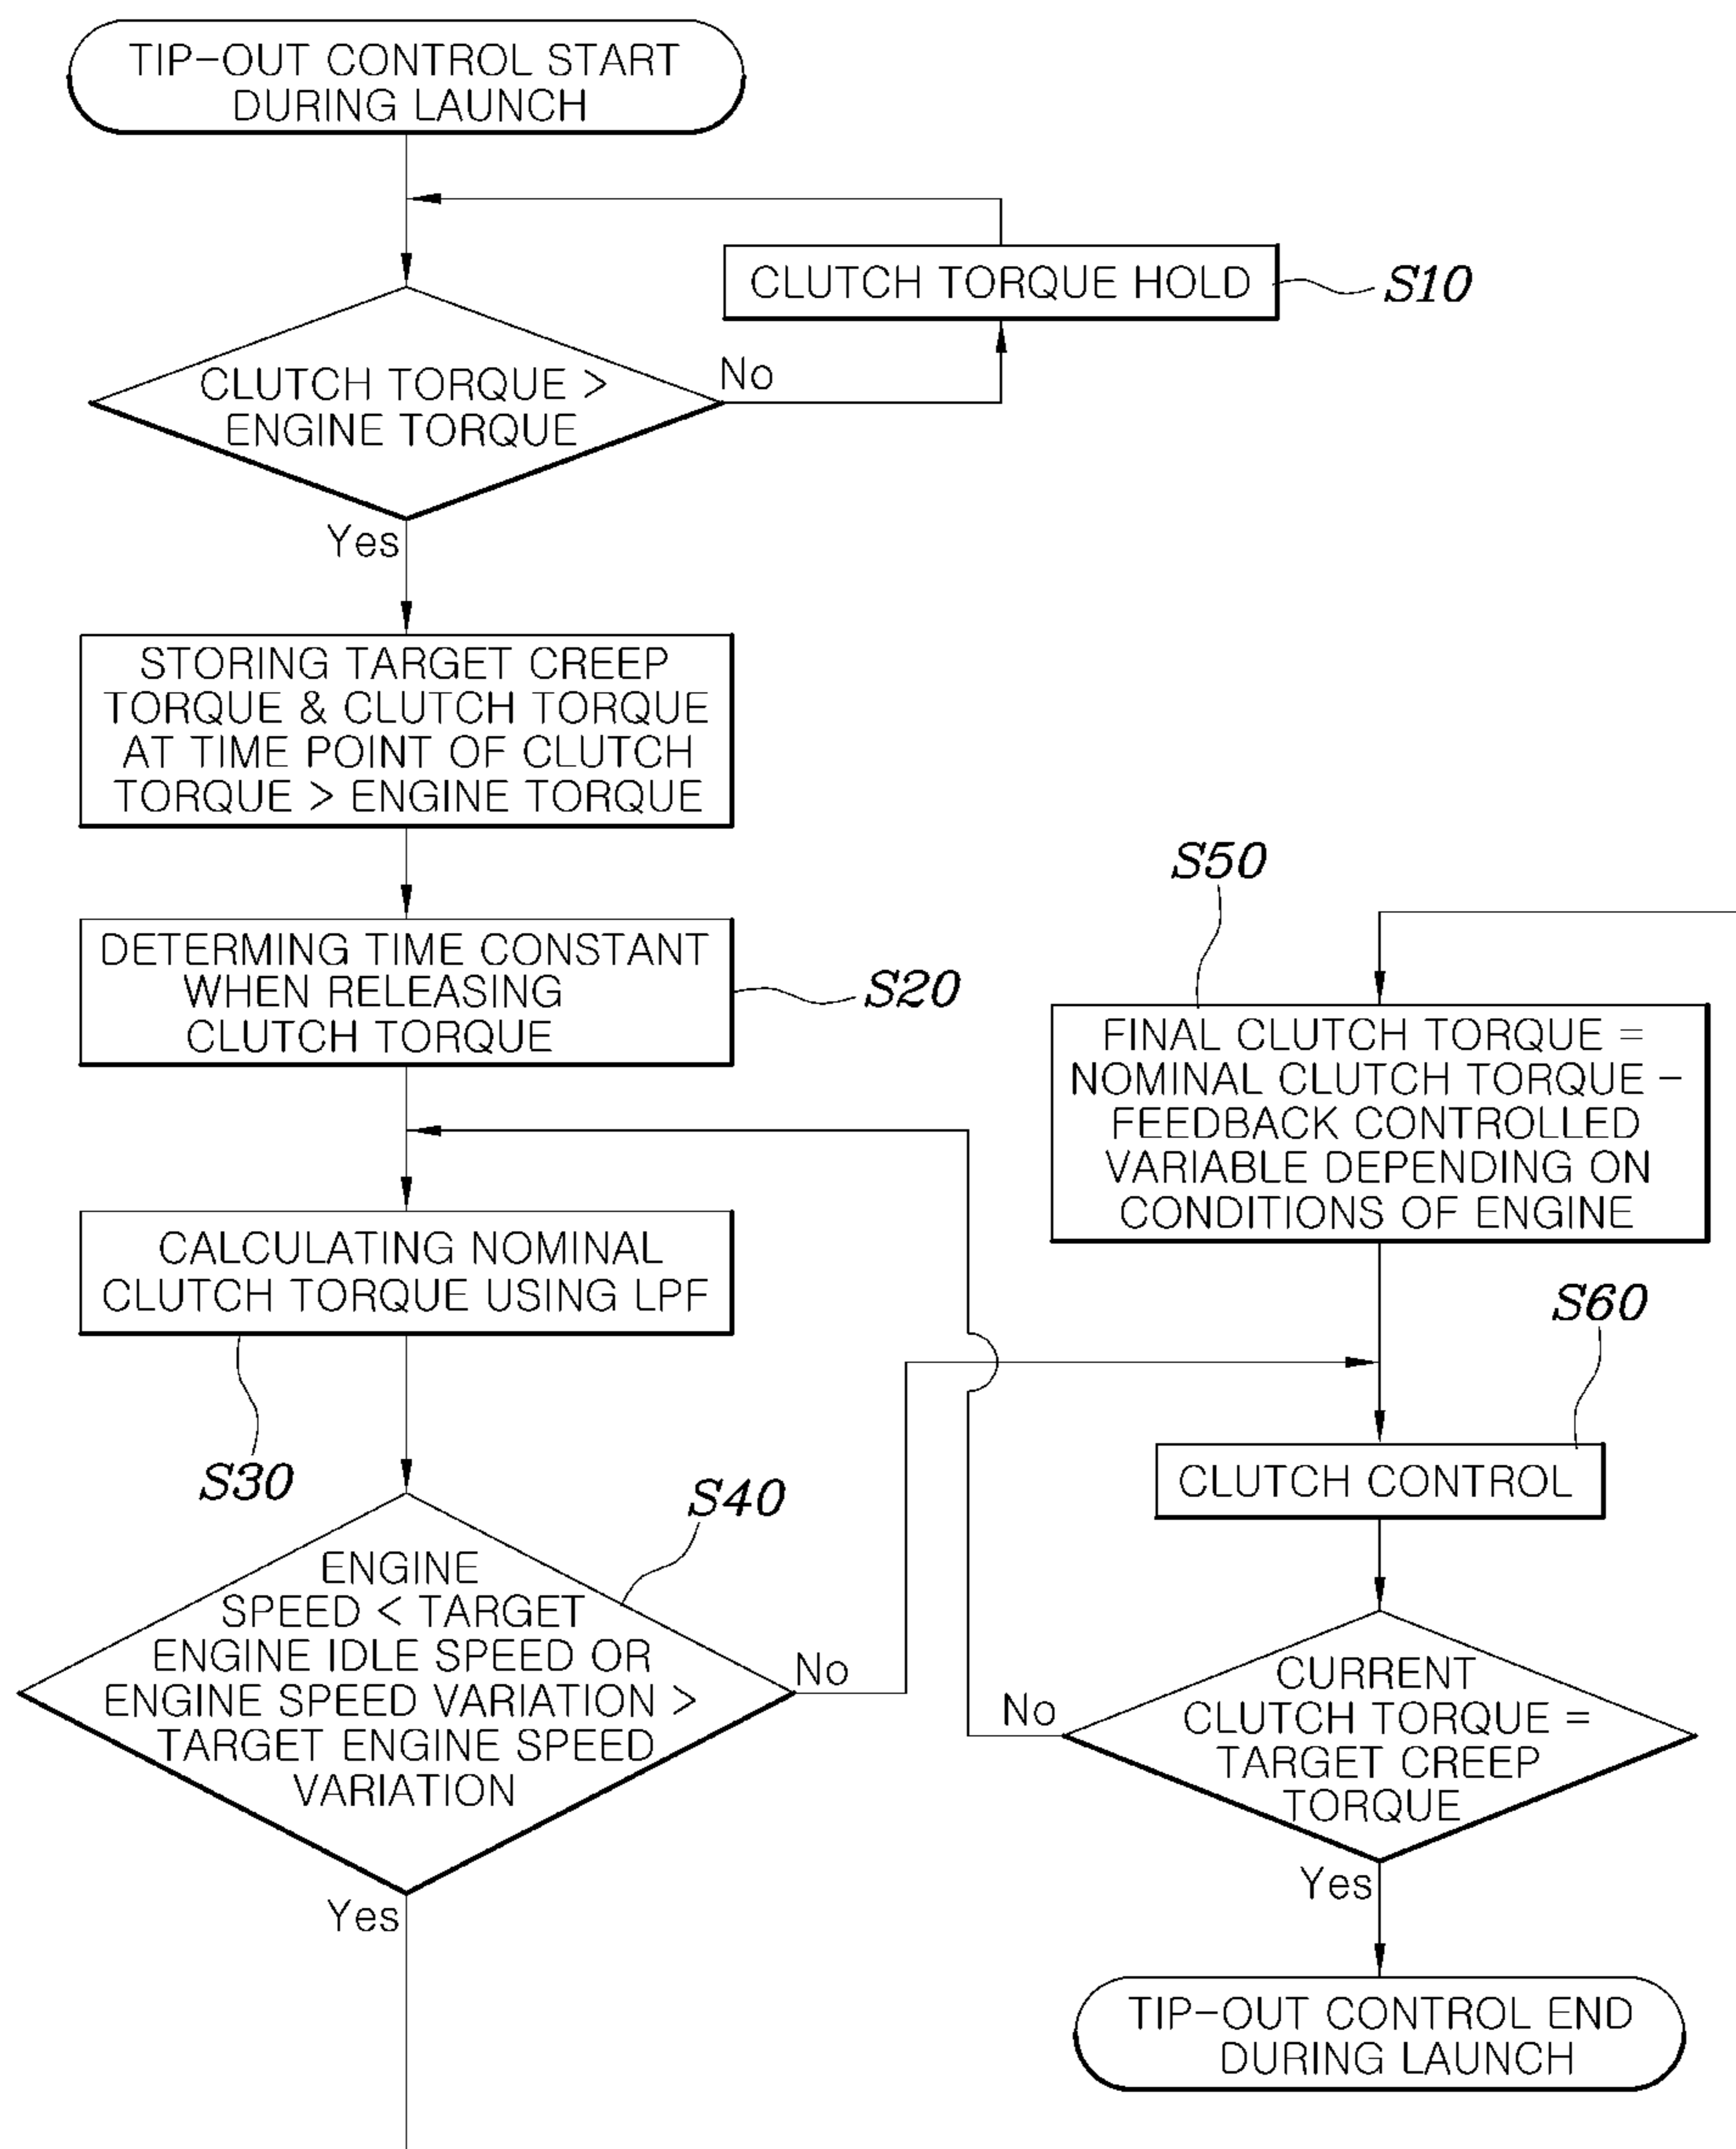 TIP-OUT CONTROL START
DURING LAUNCH
CLUTCH TORQUE HOLD
S10
CLUTCH TORQUE >
ENGINE TORQUE
No
Yes
STORING TARGET CREEP
TORQUE & CLUTCH TORQUE
AT TIME POINT OF CLUTCH
TORQUE > ENGINE TORQUE
DETERMING TIME CONSTANT
WHEN RELEASING
CLUTCH TORQUE
S20
CALCULATING NOMINAL
CLUTCH TORQUE USING LPF
S30
S40
ENGINE
SPEED < TARGET
ENGINE IDLE SPEED OR
ENGINE SPEED VARIATION >
TARGET ENGINE SPEED
VARIATION
No
Yes
S50
FINAL CLUTCH TORQUE =
NOMINAL CLUTCH TORQUE -
FEEDBACK CONTROLLED
VARIABLE DEPENDING ON
CONDITIONS OF ENGINE
S60
CLUTCH CONTROL
CURRENT
CLUTCH TORQUE =
TARGET CREEP
TORQUE
No
Yes
TIP-OUT CONTROL END
DURING LAUNCH